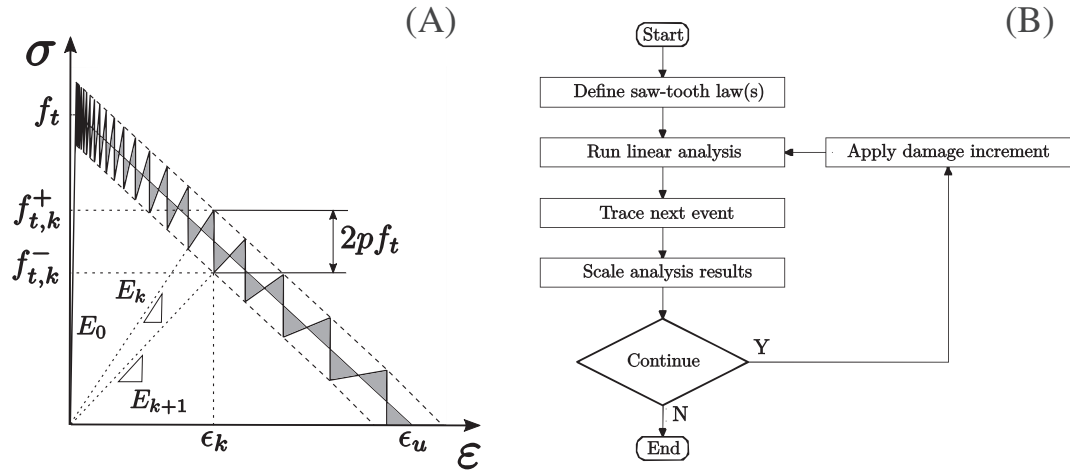 (A)
σ
f_t
f_{t,k}^+
f_{t,k}^-
2pf_t
E_k
E_0
E_{k+1}
ϵ_k
ϵ_u
ε
(B)
Start
Define saw-tooth law(s)
Run linear analysis
Apply damage increment
Trace next event
Scale analysis results
Continue
Y
N
End